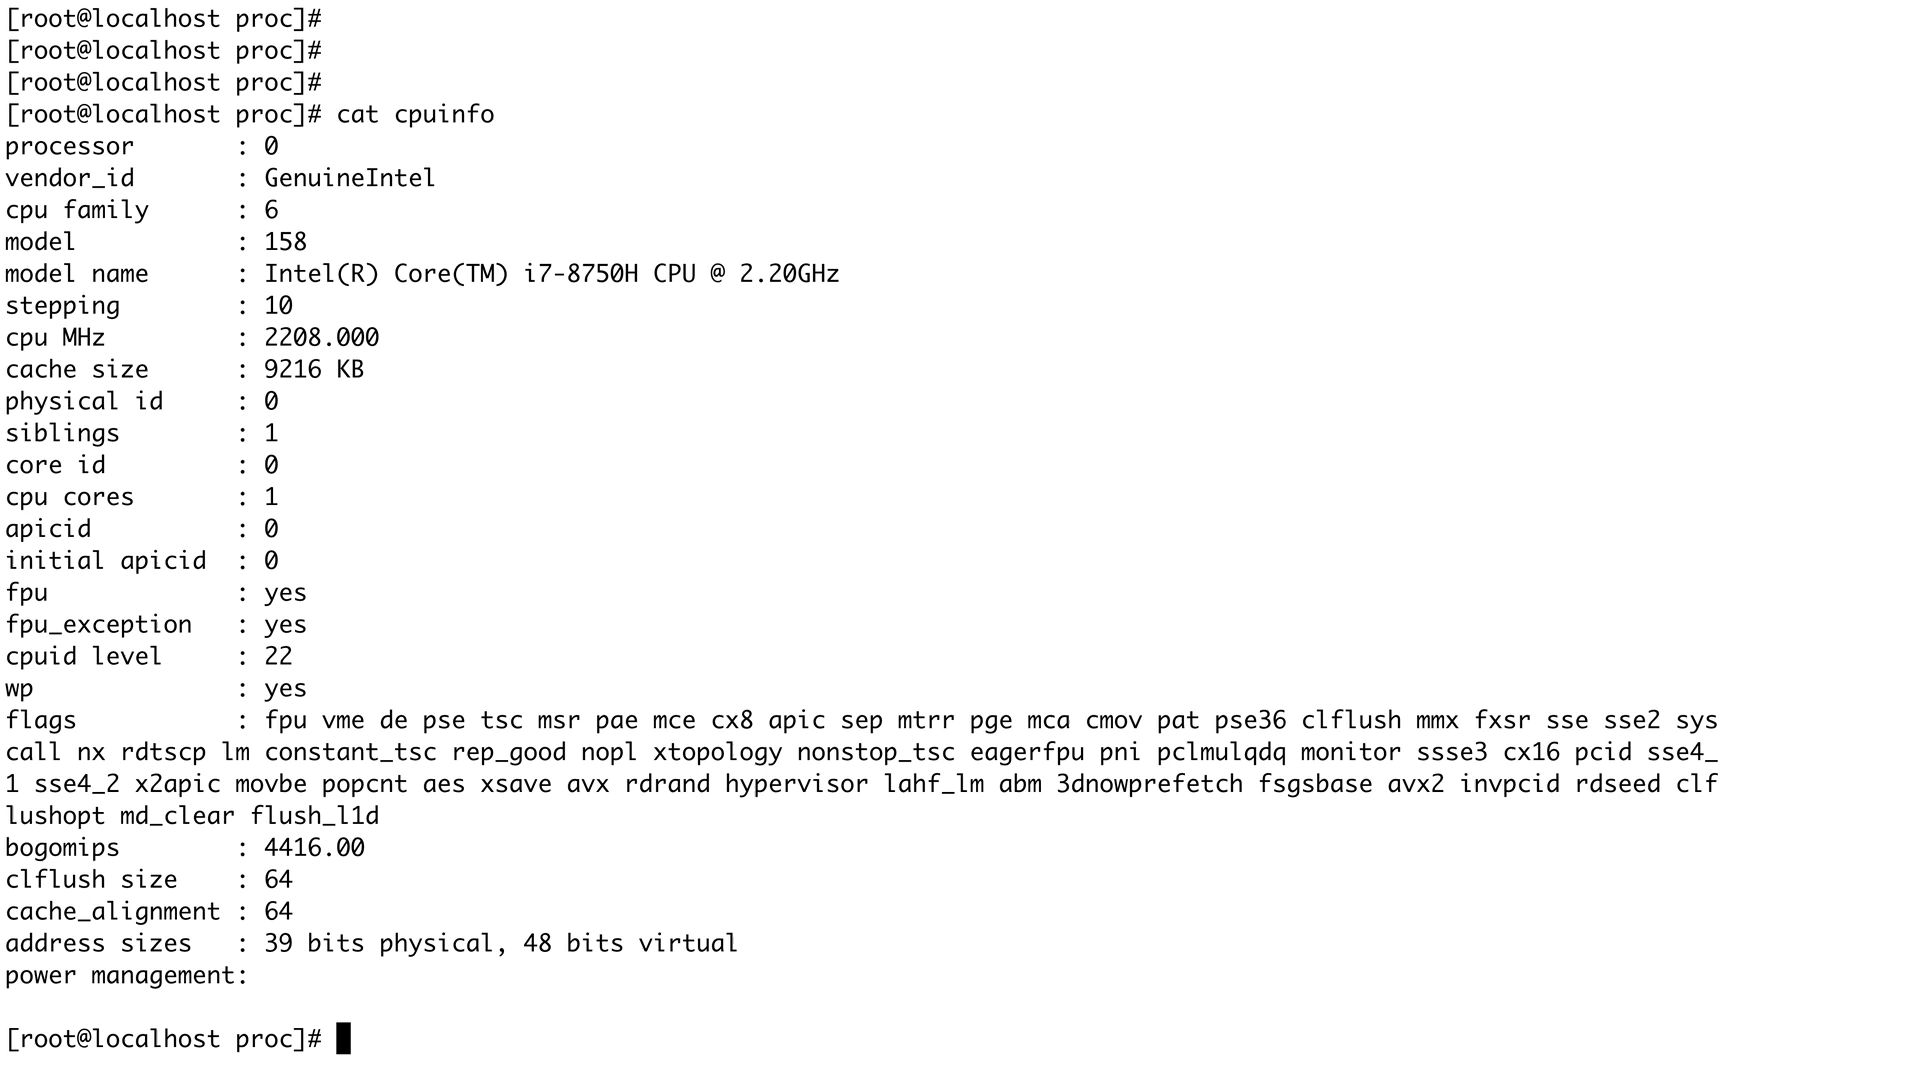 [root@localhost proc]#
[root@localhost proc]#
[root@localhost proc]#
[root@localhost proc]# cat cpuinfo
processor       : 0
vendor_id       : GenuineIntel
cpu family      : 6
model           : 158
model name      : Intel(R) Core(TM) i7-8750H CPU @ 2.20GHz
stepping        : 10
cpu MHz         : 2208.000
cache size      : 9216 KB
physical id     : 0
siblings        : 1
core id         : 0
cpu cores       : 1
apicid          : 0
initial apicid  : 0
fpu             : yes
fpu_exception   : yes
cpuid level     : 22
wp              : yes
flags           : fpu vme de pse tsc msr pae mce cx8 apic sep mtrr pge mca cmov pat pse36 clflush mmx fxsr sse sse2 sys
call nx rdtscp lm constant_tsc rep_good nopl xtopology nonstop_tsc eagerfpu pni pclmulqdq monitor ssse3 cx16 pcid sse4_
1 sse4_2 x2apic movbe popcnt aes xsave avx rdrand hypervisor lahf_lm abm 3dnowprefetch fsgsbase avx2 invpcid rdseed clf
lushopt md_clear flush_l1d
bogomips        : 4416.00
clflush size    : 64
cache_alignment : 64
address sizes   : 39 bits physical, 48 bits virtual
power management:
[root@localhost proc]#